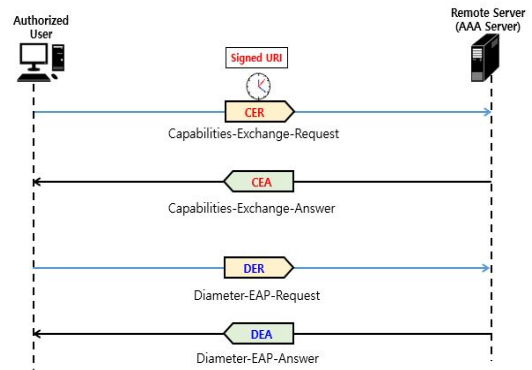 Authorized
User
Remote Server
(AAA Server)
Signed URI
CER
Capabilities-Exchange-Request
CEA
Capabilities-Exchange-Answer
DER
Diameter-EAP-Request
DEA
Diameter-EAP-Answer